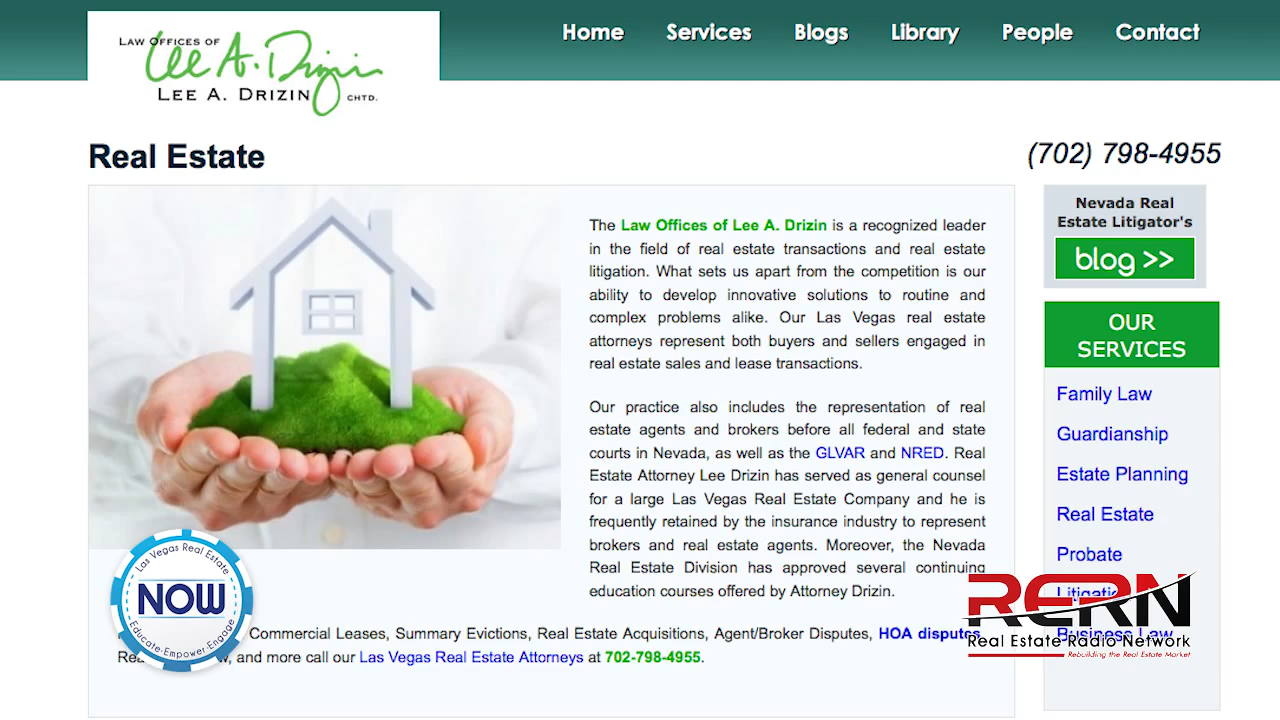 LAW OFFICES OF
Lee A. Drizin
LEE A. DRIZIN CHTD.
Home Services Blogs Library People Contact
Real Estate
(702) 798-4955
The Law Offices of Lee A. Drizin is a recognized leader
in the field of real estate transactions and real estate
litigation. What sets us apart from the competition is our
ability to develop innovative solutions to routine and
complex problems alike. Our Las Vegas real estate
attorneys represent both buyers and sellers engaged in
real estate sales and lease transactions.
Our practice also includes the representation of real
estate agents and brokers before all federal and state
courts in Nevada, as well as the GLVAR and NRED. Real
Estate Attorney Lee Drizin has served as general counsel
for a large Las Vegas Real Estate Company and he is
frequently retained by the insurance industry to represent
brokers and real estate agents. Moreover, the Nevada
Real Estate Division has approved several continuing
education courses offered by Attorney Drizin.
Commercial Leases, Summary Evictions, Real Estate Acquisitions, Agent/Broker Disputes, HOA disputes
and more call our Las Vegas Real Estate Attorneys at 702-798-4955.
Nevada Real
Estate Litigator's
blog >>
OUR
SERVICES
Family Law
Guardianship
Estate Planning
Real Estate
Probate
Litigation
Business Law
Las Vegas Real Estate
NOW
Educate·Empower·Engage
RERN
Real Estate Radio Network
Rebuilding the Real Estate Market